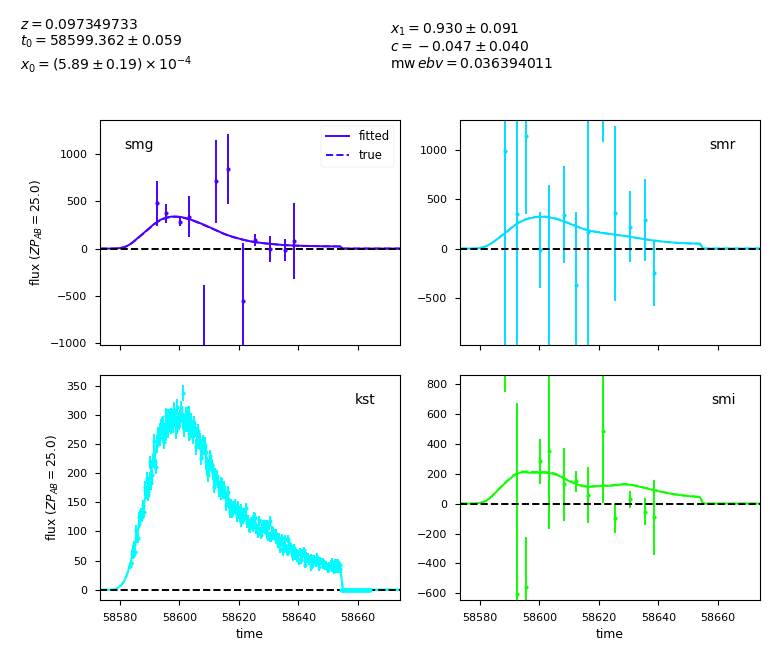 z = 0.097349733
t₀ = 58599.362 ± 0.059
x₀ = (5.89 ± 0.19) × 10⁻⁴
x₁ = 0.930 ± 0.091
c = −0.047 ± 0.040
mw ebv = 0.036394011
smg
fitted
true
1000
500
0
−500
−1000
flux (ZP_AB = 25.0)
smr
1000
500
0
−500
kst
350
300
250
200
150
100
50
0
flux (ZP_AB = 25.0)
58580 58600 58620 58640 58660
time
smi
800
600
400
200
0
−200
−400
−600
58580 58600 58620 58640 58660
time